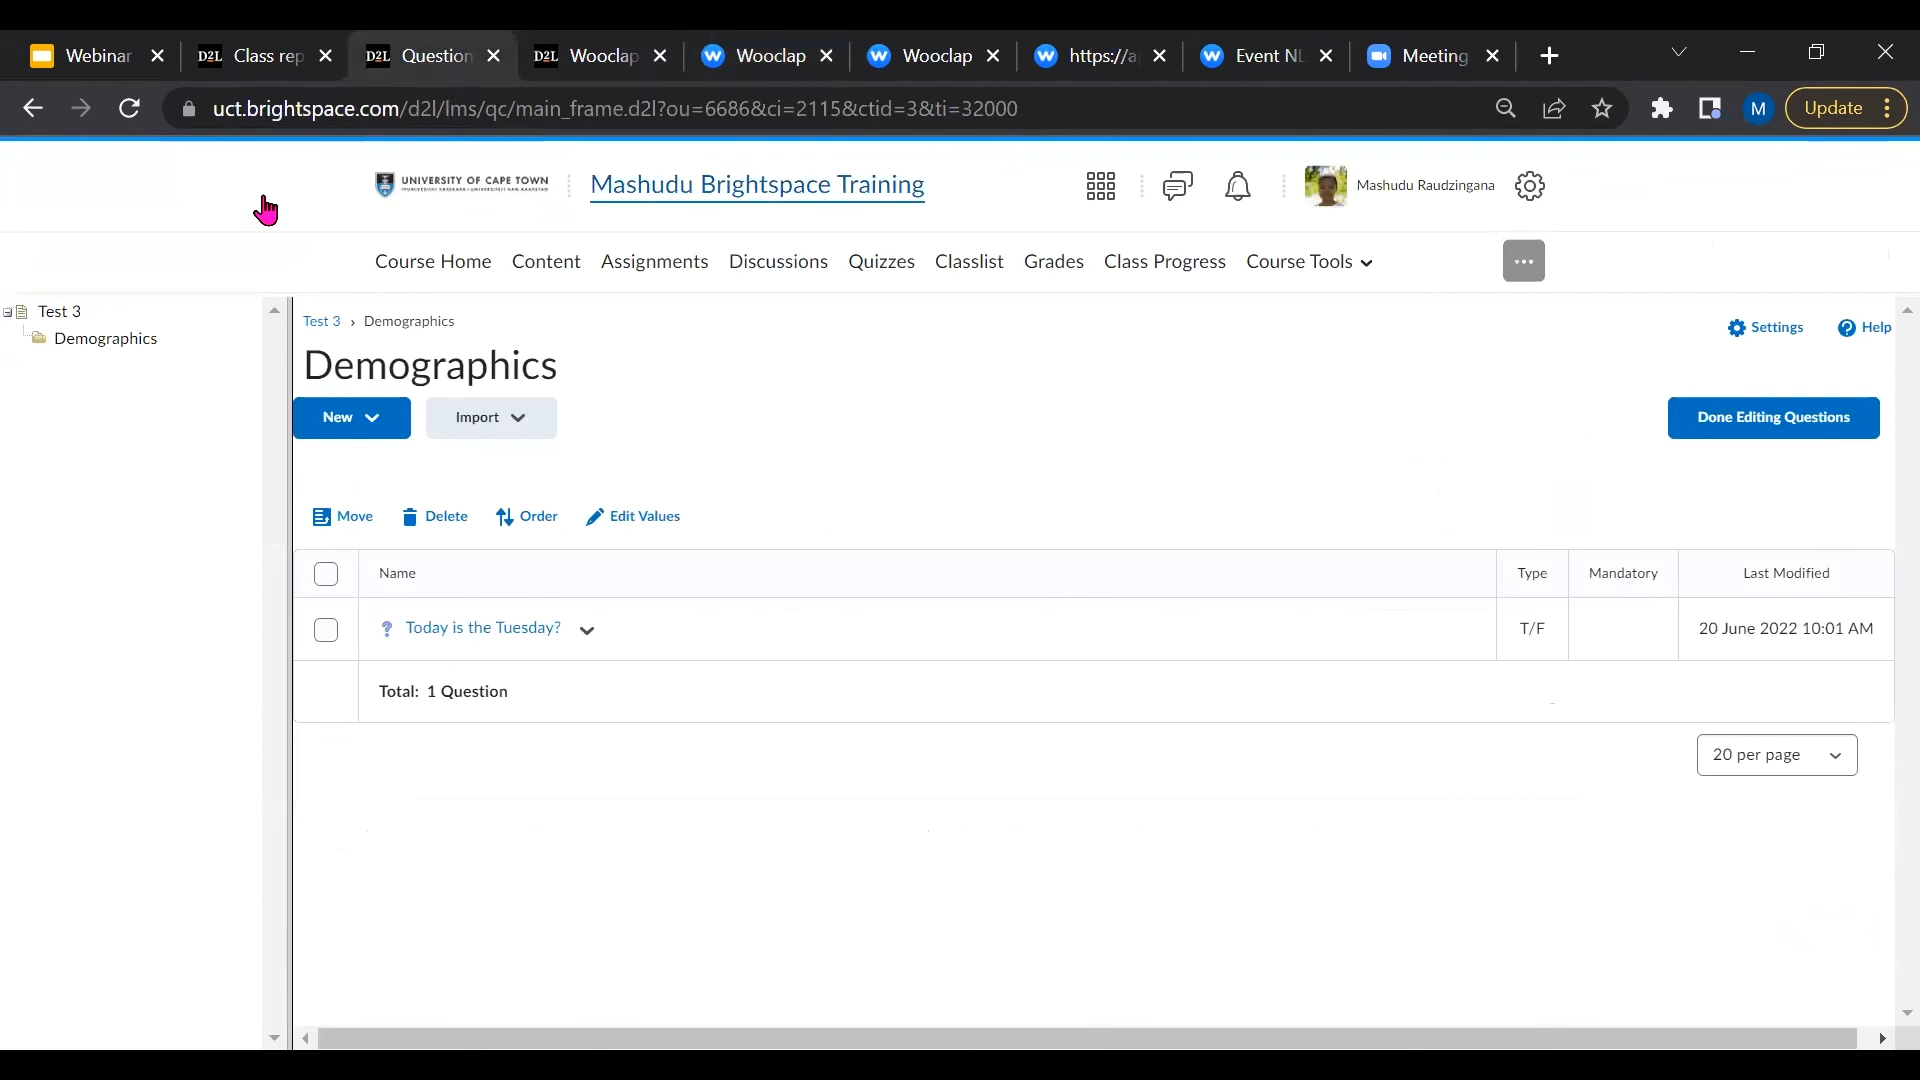 Webinar
D2L Class rep
D2L Question
D2L Wooclap
W Wooclap
W Wooclap
W https://a
W Event NL
Meeting
uct.brightspace.com/d2l/lms/qc/main_frame.d2l?ou=6686&ci=2115&ctid=3&ti=32000
M
Update
UNIVERSITY OF CAPE TOWN
Mashudu Brightspace Training
Mashudu Raudzingana
Course Home
Content
Assignments
Discussions
Quizzes
Classlist
Grades
Class Progress
Course Tools
Test 3
Demographics
Test 3 › Demographics
Settings
Help
Demographics
New
Import
Done Editing Questions
Move
Delete
Order
Edit Values
Name
Type
Mandatory
Last Modified
? Today is the Tuesday?
T/F
20 June 2022 10:01 AM
Total: 1 Question
20 per page